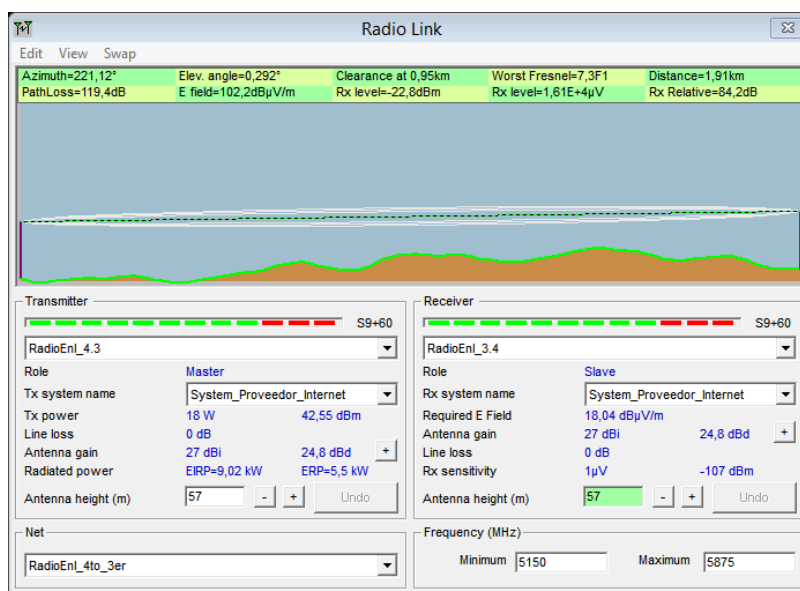 Radio Link
Edit View Swap
Azimuth=221,12° Elev. angle=0,292° Clearance at 0,95km Worst Fresnel=7,3F1 Distance=1,91km
PathLoss=119,4dB E field=102,2dBµV/m Rx level=-22,8dBm Rx level=1,61E+4µV Rx Relative=84,2dB
Transmitter
S9+60
RadioEnl_4.3
Role Master
Tx system name System_Proveedor_Internet
Tx power 18 W 42,55 dBm
Line loss 0 dB
Antenna gain 27 dBi 24,8 dBd +
Radiated power EIRP=9,02 kW ERP=5,5 kW
Antenna height (m) 57 - + Undo
Receiver
S9+60
RadioEnl_3.4
Role Slave
Rx system name System_Proveedor_Internet
Required E Field 18,04 dBµV/m
Antenna gain 27 dBi 24,8 dBd +
Line loss 0 dB
Rx sensitivity 1µV -107 dBm
Antenna height (m) 57 - + Undo
Net
RadioEnl_4to_3er
Frequency (MHz)
Minimum 5150 Maximum 5875